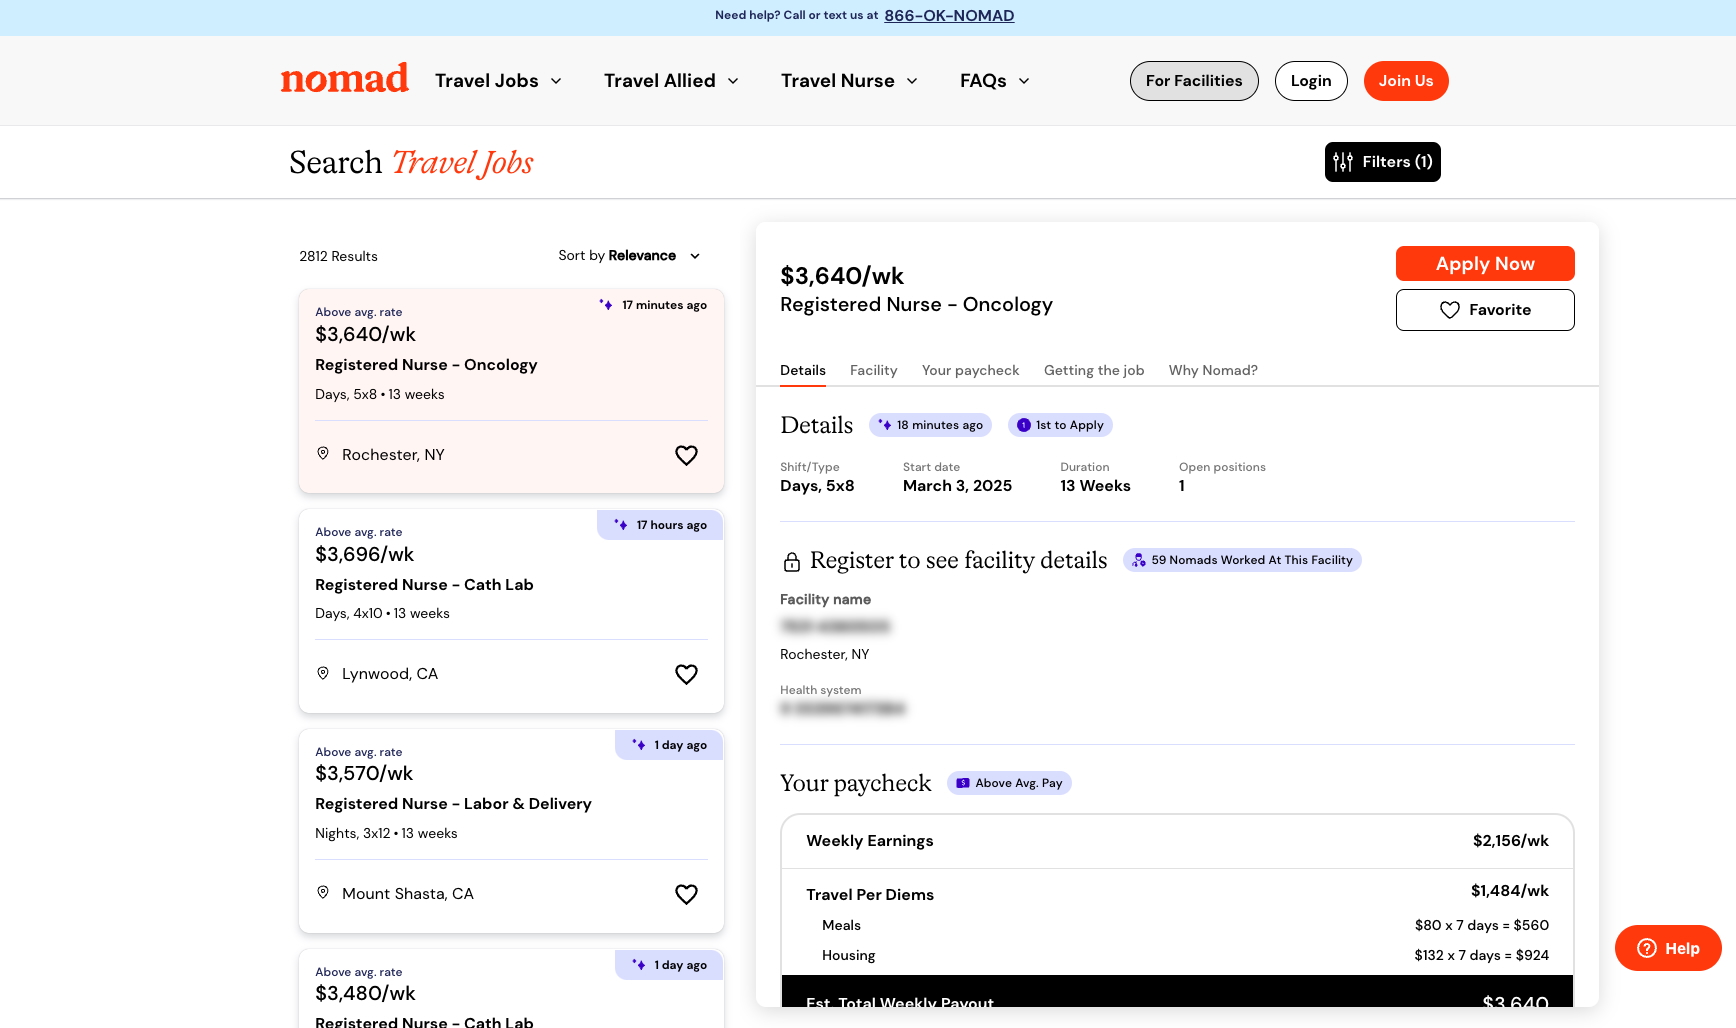 Need help? Call or text us at 866-OK-NOMAD
nomad
Travel Jobs
Travel Allied
Travel Nurse
FAQs
For Facilities
Login
Join Us
Search Travel Jobs
Filters (1)
2812 Results
Sort by Relevance
Above avg. rate
17 minutes ago
$3,640/wk
Registered Nurse - Oncology
Days, 5x8 • 13 weeks
Rochester, NY
Above avg. rate
17 hours ago
$3,696/wk
Registered Nurse - Cath Lab
Days, 4x10 • 13 weeks
Lynwood, CA
Above avg. rate
1 day ago
$3,570/wk
Registered Nurse - Labor & Delivery
Nights, 3x12 • 13 weeks
Mount Shasta, CA
Above avg. rate
1 day ago
$3,480/wk
Registered Nurse - Cath Lab
$3,640/wk
Registered Nurse - Oncology
Apply Now
Favorite
Details
Facility
Your paycheck
Getting the job
Why Nomad?
Details
18 minutes ago
1 1st to Apply
Shift/Type
Days, 5x8
Start date
March 3, 2025
Duration
13 Weeks
Open positions
1
Register to see facility details
59 Nomads Worked At This Facility
Facility name
Rochester, NY
Health system
Your paycheck
$ Above Avg. Pay
Weekly Earnings $2,156/wk
Travel Per Diems $1,484/wk
Meals $80 x 7 days = $560
Housing $132 x 7 days = $924
Est. Total Weekly Payout $3,640
Help